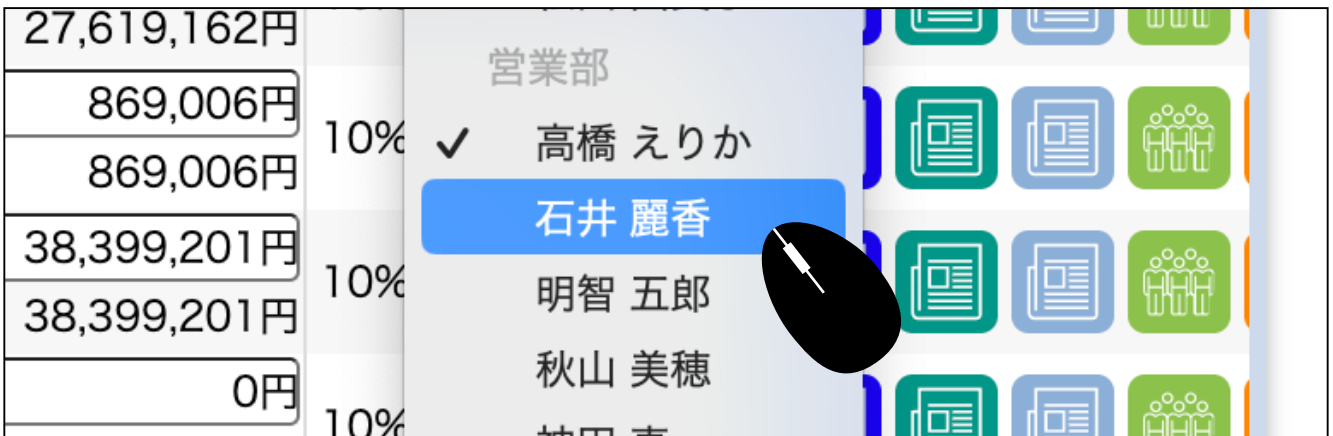 27,619,162円
営業部
869,006円
10%
✓ 高橋 えりか
869,006円
石井 麗香
38,399,201円
10%
明智 五郎
38,399,201円
秋山 美穂
0円
10%